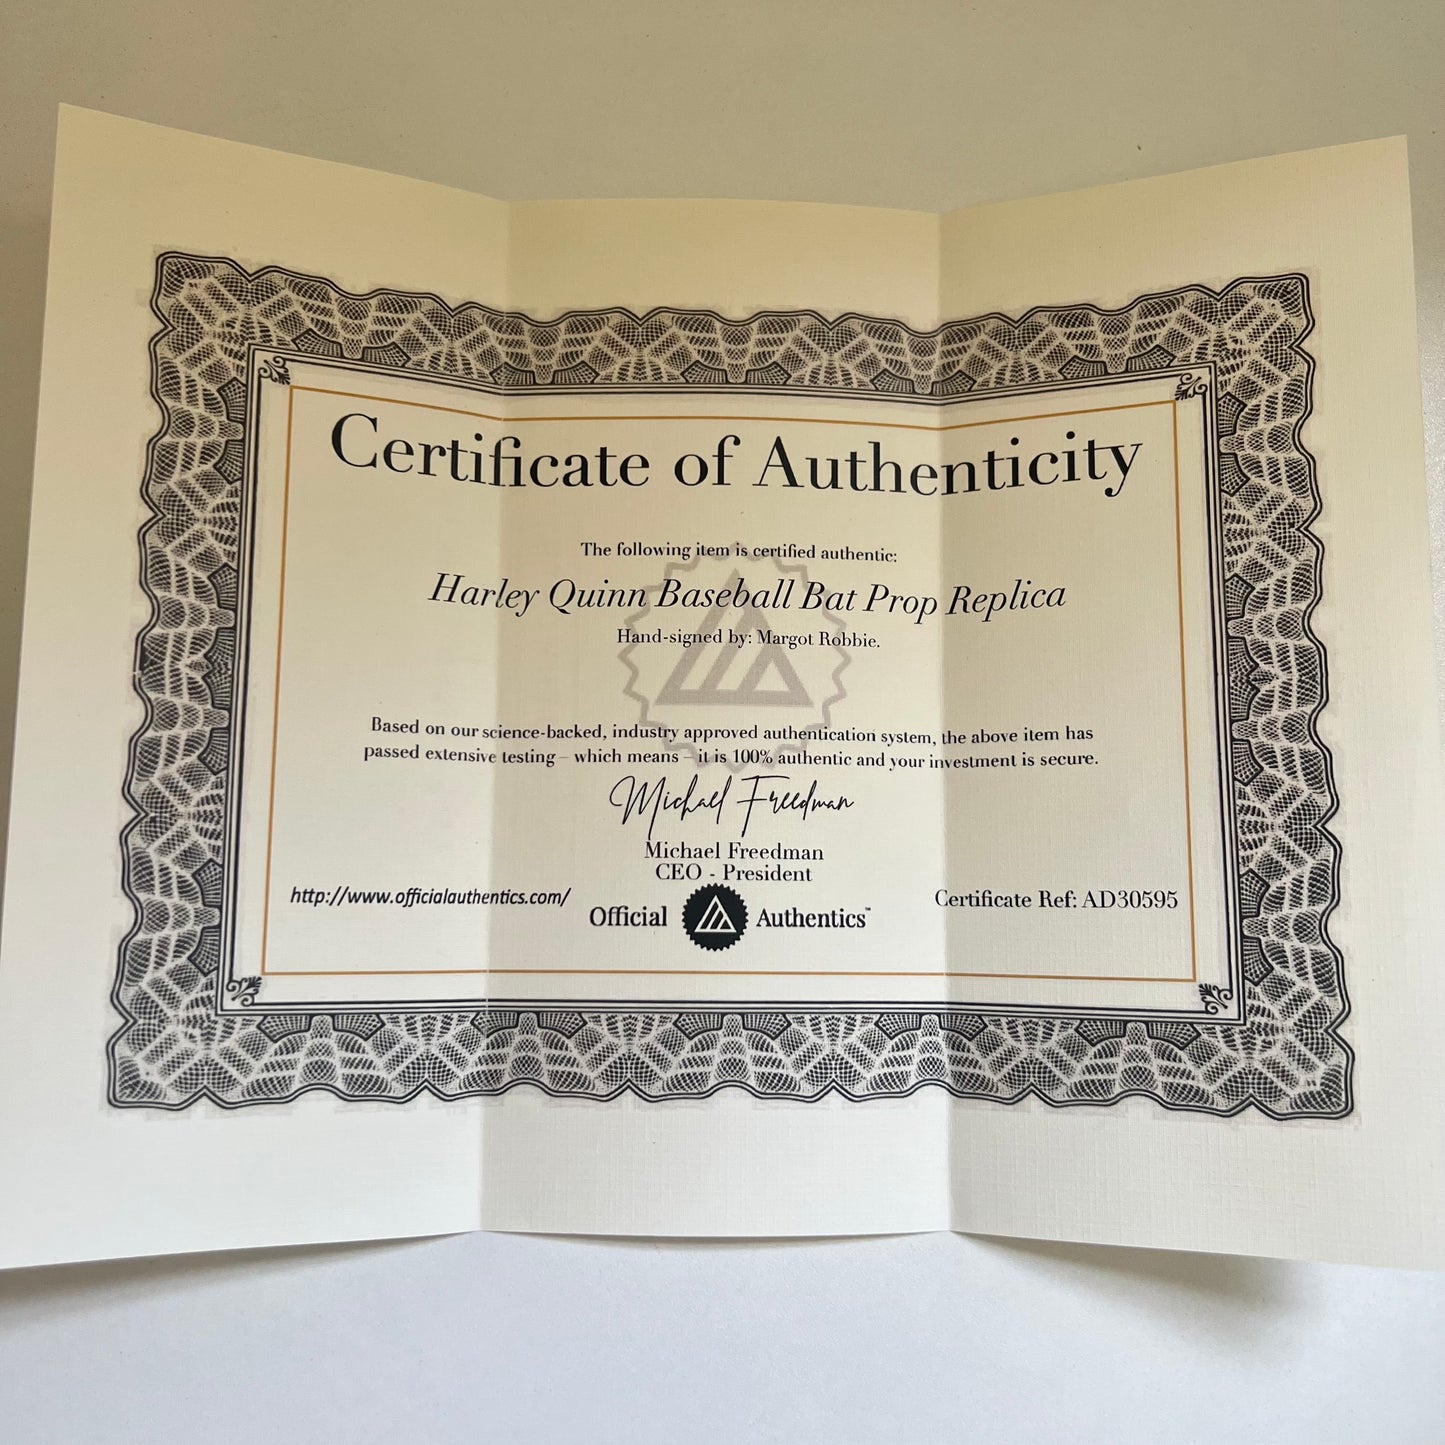 Certificate of Authenticity
The following item is certified authentic:
Harley Quinn Baseball Bat Prop Replica
Hand-signed by: Margot Robbie.
Based on our science-backed, industry approved authentication system, the above item has
passed extensive testing – which means – it is 100% authentic and your investment is secure.
Michael Freedman
Michael Freedman
CEO - President
http://www.officialauthentics.com/
Official Authentics™
Certificate Ref: AD30595